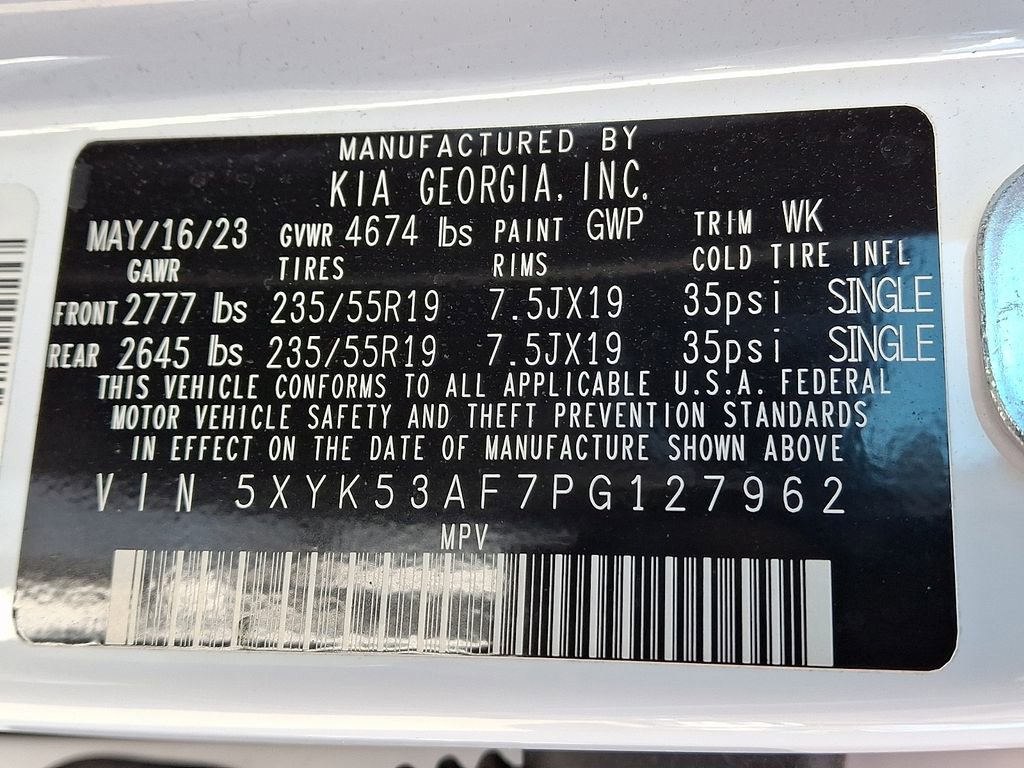 MANUFACTURED BY
KIA GEORGIA, INC.
MAY/16/23 GVWR 4674 lbs PAINT GWP TRIM WK
GAWR TIRES RIMS COLD TIRE INFL
FRONT 2777 lbs 235/55R19 7.5JX19 35psi SINGLE
REAR 2645 lbs 235/55R19 7.5JX19 35psi SINGLE
THIS VEHICLE CONFORMS TO ALL APPLICABLE U.S.A. FEDERAL
MOTOR VEHICLE SAFETY AND THEFT PREVENTION STANDARDS
IN EFFECT ON THE DATE OF MANUFACTURE SHOWN ABOVE
VIN 5XYK53AF7PG127962
MPV